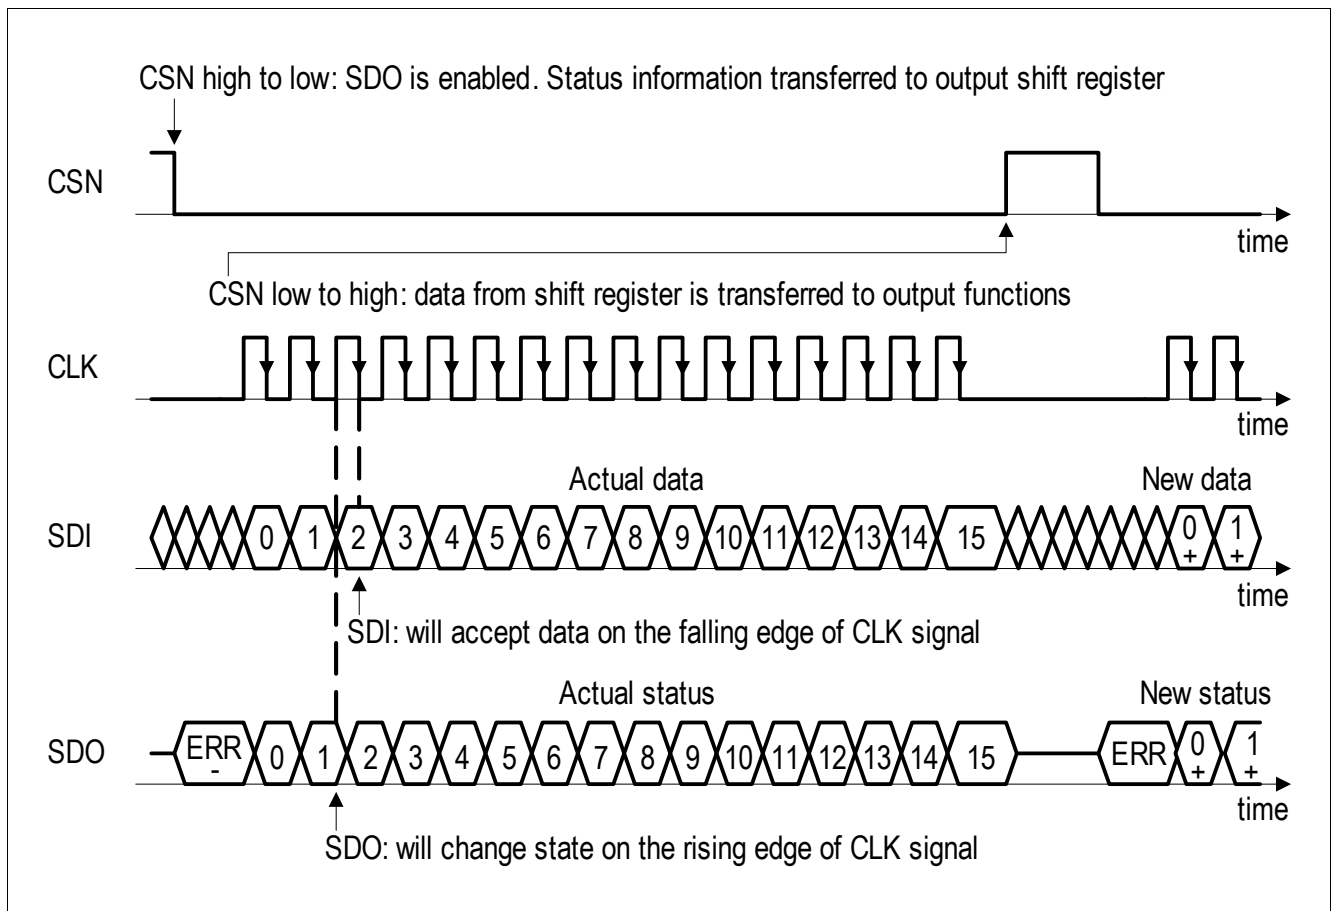 CSN high to low: SDO is enabled. Status information transferred to output shift register
CSN
time
CSN low to high: data from shift register is transferred to output functions
CLK
time
Actual data
New data
SDI
0 1 2 3 4 5 6 7 8 9 10 11 12 13 14 15 0 + 1 +
time
SDI: will accept data on the falling edge of CLK signal
Actual status
New status
SDO
ERR - 0 1 2 3 4 5 6 7 8 9 10 11 12 13 14 15 ERR 0 + 1 +
time
SDO: will change state on the rising edge of CLK signal